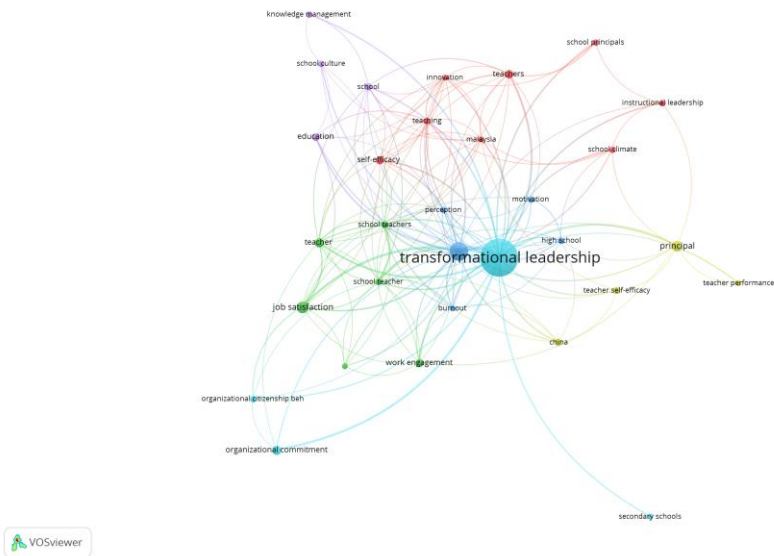 knowledge management
school principals
school culture
innovation
teachers
school
instructional leadership
teaching
education
malaysia
school climate
self-efficacy
motivation
perception
school teachers
teacher
high school
principal
transformational leadership
school teacher
teacher performance
teacher self-efficacy
job satisfaction
burnout
china
work engagement
organizational citizenship beh
organizational commitment
secondary schools
VOSviewer